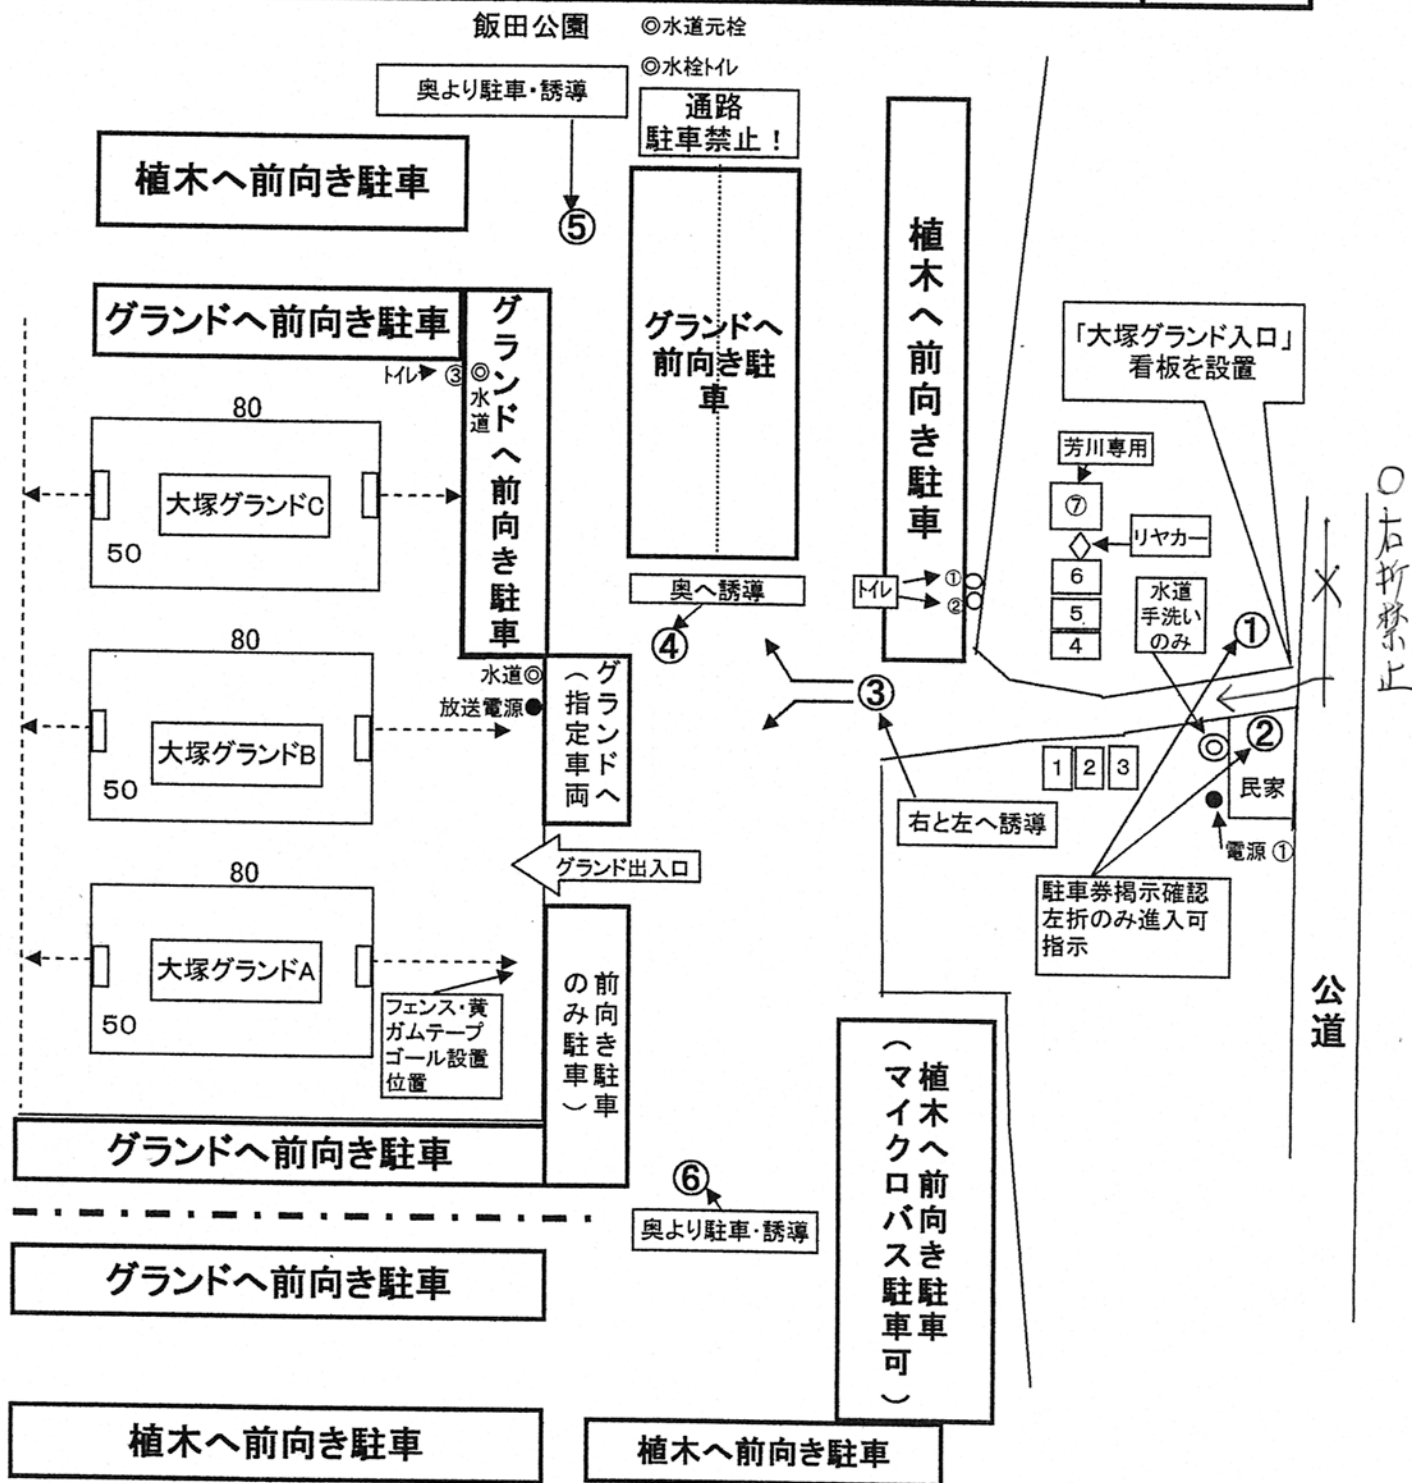 飯田公園
◎水道元栓
◎水栓トイレ
奥より駐車・誘導
通路
駐車禁止！
植木へ前向き駐車
⑤
植木へ前向き駐車
グランドへ前向き駐車
グランドへ前向き駐車
グランドへ
前向き駐
車
「大塚グランド入口」
看板を設置
トイレ
③
◎水道
80
大塚グランドC
50
芳川専用
⑦
リヤカー
6
5
4
水道
手洗い
のみ
①
○右折禁止
奥へ誘導
④
トイレ
①
②
80
大塚グランドB
50
水道◎
放送電源●
グランドへ
（指定車両
③
②
民家
1
2
3
右と左へ誘導
電源①
グランド出入口
駐車券掲示確認
左折のみ進入可
指示
80
大塚グランドA
50
フェンス・黄
ガムテープ
ゴール設置
位置
前向き駐車
のみ駐車）
公道
植木へ前向き駐車
（マイクロバス駐車可）
グランドへ前向き駐車
⑥
奥より駐車・誘導
グランドへ前向き駐車
植木へ前向き駐車
植木へ前向き駐車